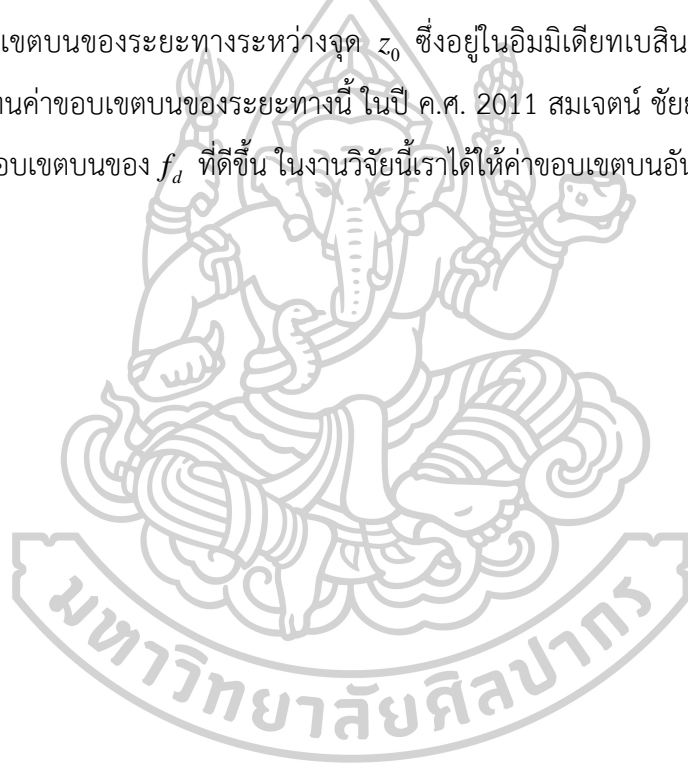 เขตบนของระยะทางระหว่างจุด z₀ ซึ่งอยู่ในอิมมิเดียทเบสิน
านค่าขอบเขตบนของระยะทางนี้ ในปี ค.ศ. 2011 สมเจตน์ ชัย
อบเขตบนของ f_d ที่ดีขึ้น ในงานวิจัยนี้เราได้ให้ค่าขอบเขตบนอัน
มหาวิทยาลัยศิลปากร